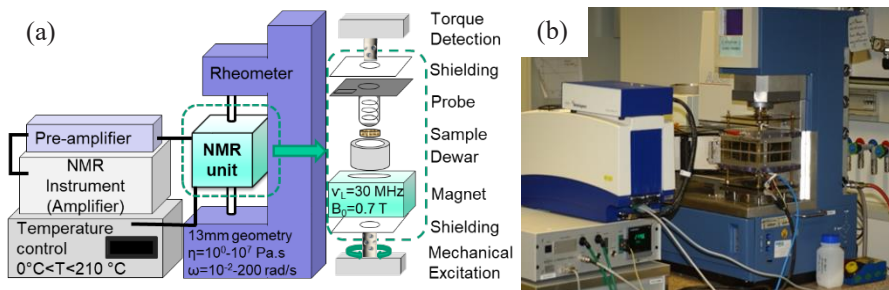 (a)
Rheometer
Pre-amplifier
NMR
Instrument
(Amplifier)
Temperature
control
0°C<T<210 °C
NMR
unit
13mm geometry
η=10⁰-10⁷ Pa.s
ω=10⁻²-200 rad/s
Torque
Detection
Shielding
Probe
Sample
Dewar
Magnet
νL=30 MHz
B₀=0.7 T
Shielding
Mechanical
Excitation
(b)